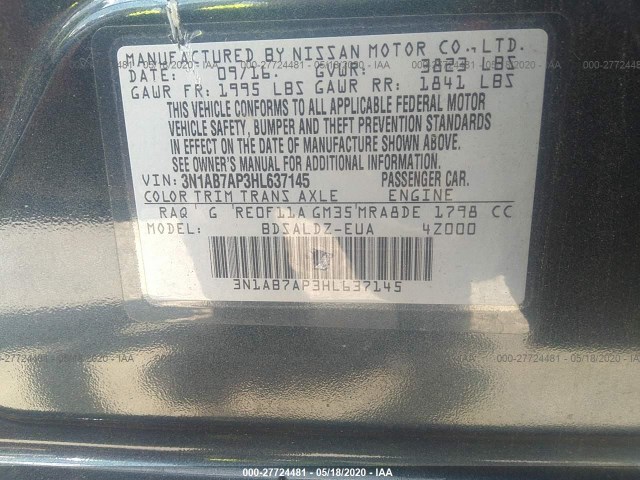 MANUFACTURED BY NISSAN MOTOR CO., LTD.
DATE: 09/16. GVWR: 3823 LBS
GAWR FR: 1995 LBS GAWR RR: 1841 LBS
THIS VEHICLE CONFORMS TO ALL APPLICABLE FEDERAL MOTOR
VEHICLE SAFETY, BUMPER AND THEFT PREVENTION STANDARDS
IN EFFECT ON THE DATE OF MANUFACTURE SHOWN ABOVE.
SEE OWNER'S MANUAL FOR ADDITIONAL INFORMATION.
VIN: 3N1AB7AP3HL637145 PASSENGER CAR.
COLOR TRIM TRANS AXLE ENGINE
RAQ G RE0F11A GM35 MRA8DE 1798 CC
MODEL: BDSALDZ-EUA 4Z000
3N1AB7AP3HL637145
000-27724481 - 05/18/2020 - IAA